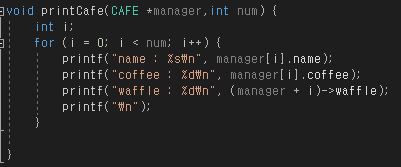 void printCafe(CAFE *manager,int num) {
    int i;
    for (i = 0; i < num; i++) {
        printf("name : %s₩n", manager[i].name);
        printf("coffee : %d₩n", manager[i].coffee);
        printf("waffle : %d₩n", (manager + i)->waffle);
        printf("₩n");
    }

}